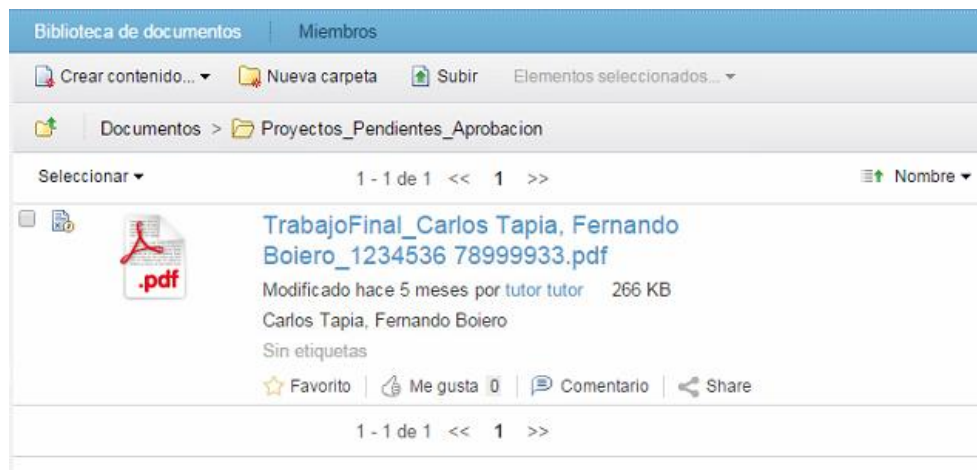 Biblioteca de documentos Miembros
Crear contenido... Nueva carpeta Subir Elementos seleccionados...
Documentos > Proyectos_Pendientes_Aprobacion
Seleccionar 1 - 1 de 1 << 1 >> Nombre
TrabajoFinal_Carlos Tapia, Fernando
Boiero_1234536 78999933.pdf
.pdf
Modificado hace 5 meses por tutor tutor 266 KB
Carlos Tapia, Fernando Boiero
Sin etiquetas
Favorito Me gusta 0 Comentario Share
1 - 1 de 1 << 1 >>